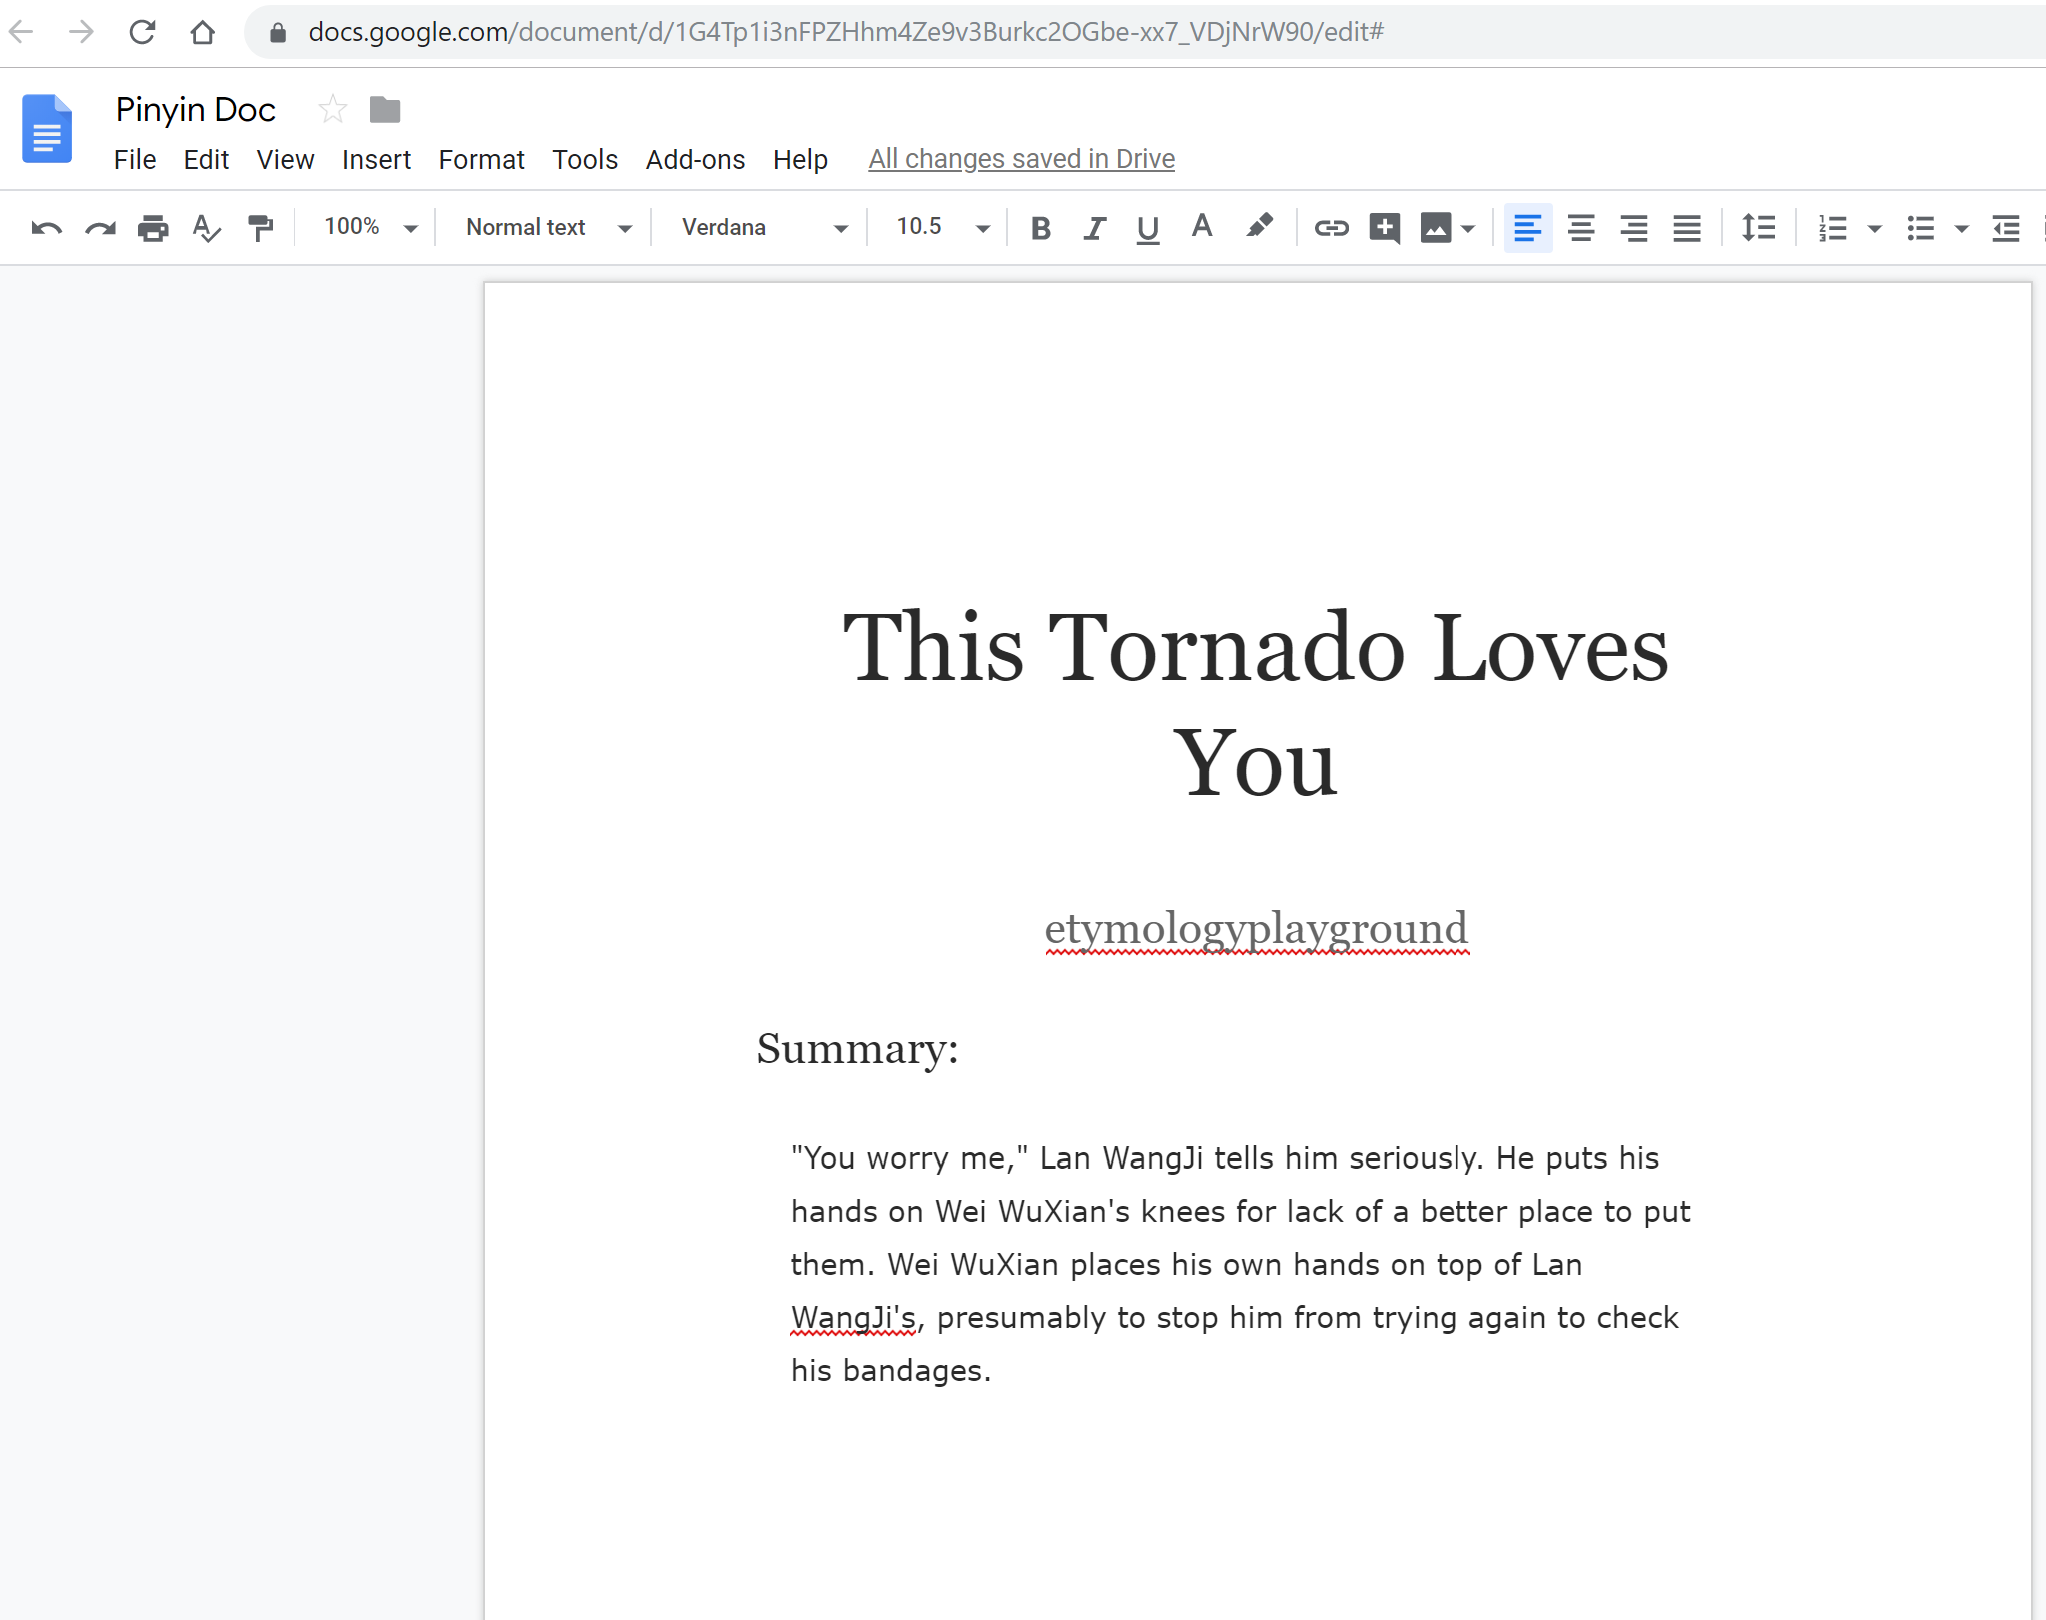 docs.google.com/document/d/1G4Tp1i3nFPZHhm4Ze9v3Burkc2OGbe-xx7_VDjNrW90/edit#
Pinyin Doc
File Edit View Insert Format Tools Add-ons Help All changes saved in Drive
100% Normal text Verdana 10.5 B I U A
This Tornado Loves
You
etymologyplayground
Summary:
"You worry me," Lan WangJi tells him seriously. He puts his
hands on Wei WuXian's knees for lack of a better place to put
them. Wei WuXian places his own hands on top of Lan
WangJi's, presumably to stop him from trying again to check
his bandages.